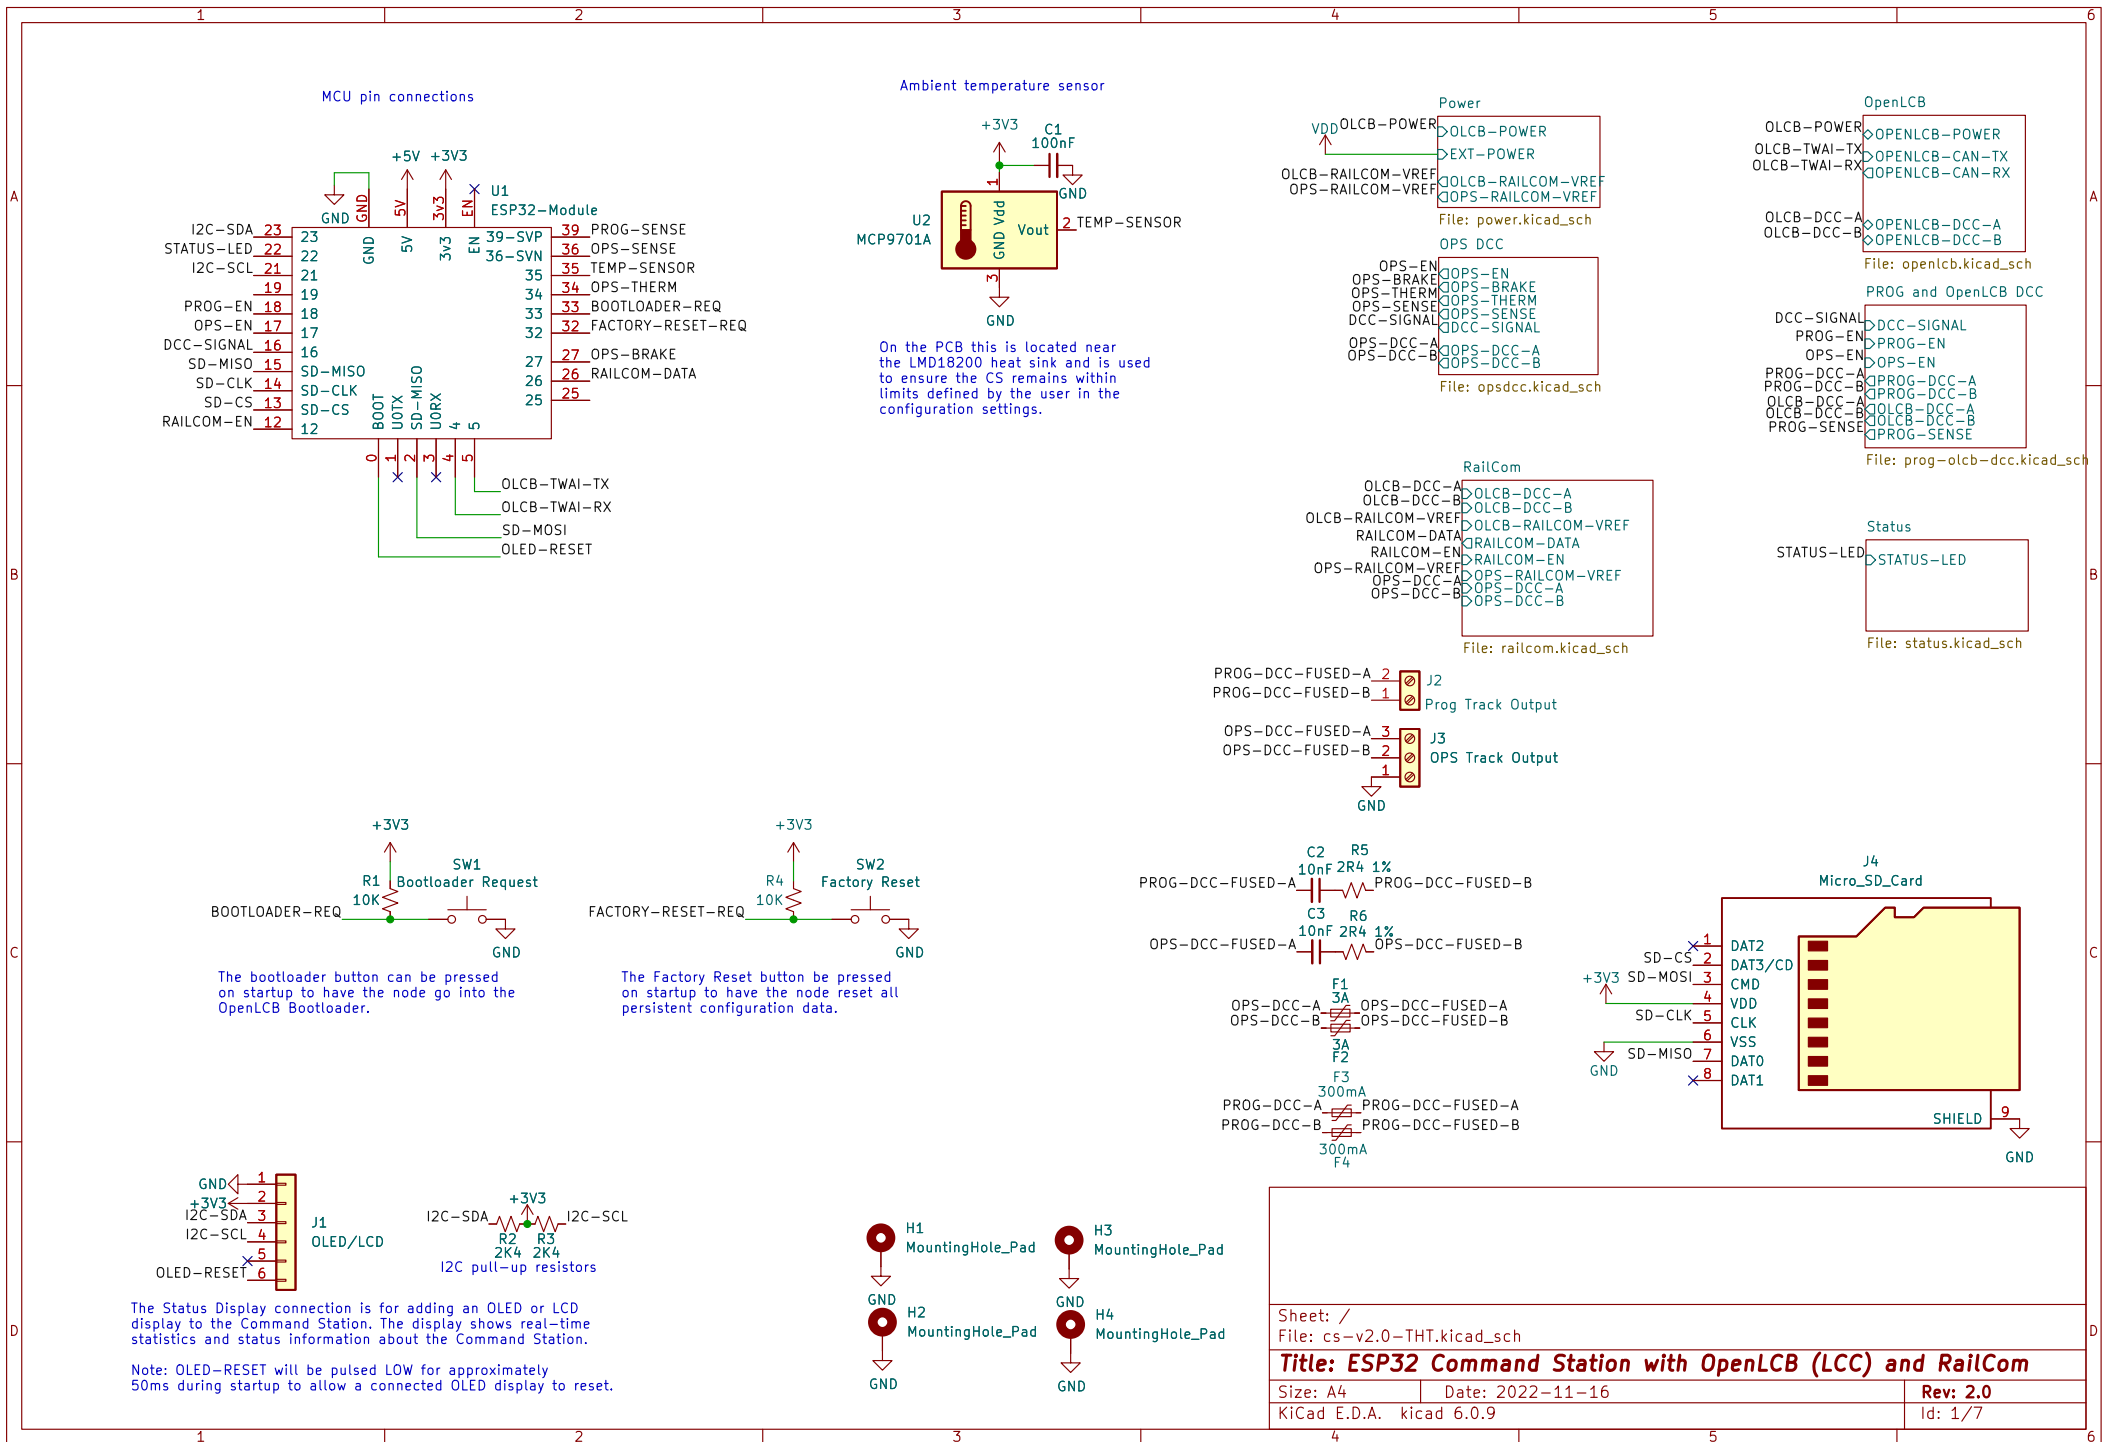 1 2 3 4 5 6
A
B
C
D
MCU pin connections
GND
+5V
+3V3
GND
5V
3v3
EN
U1
ESP32-Module
I2C-SDA 23 23
STATUS-LED 22 22
I2C-SCL 21 21
19 19
PROG-EN 18 18
OPS-EN 17 17
DCC-SIGNAL 16 16
SD-MISO 15 SD-MISO
SD-CLK 14 SD-CLK
SD-CS 13 SD-CS
RAILCOM-EN 12 12
GND
5V
3v3
EN
39-SVP 39 PROG-SENSE
36-SVN 36 OPS-SENSE
35 35 TEMP-SENSOR
34 34 OPS-THERM
33 33 BOOTLOADER-REQ
32 32 FACTORY-RESET-REQ
27 27 OPS-BRAKE
26 26 RAILCOM-DATA
25 25
BOOT
U0TX
SD-MISO
U0RX
4
5
0 1 2 3 4 5
OLCB-TWAI-TX
OLCB-TWAI-RX
SD-MOSI
OLED-RESET
Ambient temperature sensor
+3V3
C1
100nF
GND
1
U2
MCP9701A
GND Vdd
Vout
2 TEMP-SENSOR
3
GND
On the PCB this is located near
the LMD18200 heat sink and is used
to ensure the CS remains within
limits defined by the user in the
configuration settings.
Power
VDD
OLCB-POWER OLCB-POWER
EXT-POWER
OLCB-RAILCOM-VREF OLCB-RAILCOM-VREF
OPS-RAILCOM-VREF OPS-RAILCOM-VREF
File: power.kicad_sch
OPS DCC
OPS-EN OPS-EN
OPS-BRAKE OPS-BRAKE
OPS-THERM OPS-THERM
OPS-SENSE OPS-SENSE
DCC-SIGNAL DCC-SIGNAL
OPS-DCC-A OPS-DCC-A
OPS-DCC-B OPS-DCC-B
File: opsdcc.kicad_sch
OpenLCB
OLCB-POWER OPENLCB-POWER
OLCB-TWAI-TX OPENLCB-CAN-TX
OLCB-TWAI-RX OPENLCB-CAN-RX
OLCB-DCC-A OPENLCB-DCC-A
OLCB-DCC-B OPENLCB-DCC-B
File: openlcb.kicad_sch
PROG and OpenLCB DCC
DCC-SIGNAL DCC-SIGNAL
PROG-EN PROG-EN
OPS-EN OPS-EN
PROG-DCC-A PROG-DCC-A
PROG-DCC-B PROG-DCC-B
OLCB-DCC-A OLCB-DCC-A
OLCB-DCC-B OLCB-DCC-B
PROG-SENSE PROG-SENSE
File: prog-olcb-dcc.kicad_sch
RailCom
OLCB-DCC-A OLCB-DCC-A
OLCB-DCC-B OLCB-DCC-B
OLCB-RAILCOM-VREF OLCB-RAILCOM-VREF
RAILCOM-DATA RAILCOM-DATA
RAILCOM-EN RAILCOM-EN
OPS-RAILCOM-VREF OPS-RAILCOM-VREF
OPS-DCC-A OPS-DCC-A
OPS-DCC-B OPS-DCC-B
File: railcom.kicad_sch
Status
STATUS-LED STATUS-LED
File: status.kicad_sch
PROG-DCC-FUSED-A 2 J2
PROG-DCC-FUSED-B 1
Prog Track Output
OPS-DCC-FUSED-A 3 J3
OPS-DCC-FUSED-B 2 OPS Track Output
1
GND
+3V3
R1
10K
SW1
Bootloader Request
BOOTLOADER-REQ
GND
The bootloader button can be pressed
on startup to have the node go into the
OpenLCB Bootloader.
+3V3
R4
10K
SW2
Factory Reset
FACTORY-RESET-REQ
GND
The Factory Reset button be pressed
on startup to have the node reset all
persistent configuration data.
C2 R5
10nF 2R4 1%
PROG-DCC-FUSED-A PROG-DCC-FUSED-B
C3 R6
10nF 2R4 1%
OPS-DCC-FUSED-A OPS-DCC-FUSED-B
F1
3A
OPS-DCC-A OPS-DCC-FUSED-A
OPS-DCC-B OPS-DCC-FUSED-B
3A
F2
F3
300mA
PROG-DCC-A PROG-DCC-FUSED-A
PROG-DCC-B PROG-DCC-FUSED-B
300mA
F4
J4
Micro_SD_Card
1 DAT2
SD-CS 2 DAT3/CD
SD-MOSI 3 CMD
+3V3 4 VDD
SD-CLK 5 CLK
6 VSS
GND
SD-MISO 7 DAT0
8 DAT1
SHIELD 9
GND
GND 1
+3V3 2
I2C-SDA 3
I2C-SCL 4
5
OLED-RESET 6
J1
OLED/LCD
+3V3
I2C-SDA I2C-SCL
R2 R3
2K4 2K4
I2C pull-up resistors
The Status Display connection is for adding an OLED or LCD
display to the Command Station. The display shows real-time
statistics and status information about the Command Station.
Note: OLED-RESET will be pulsed LOW for approximately
50ms during startup to allow a connected OLED display to reset.
H1
MountingHole_Pad
GND
H2
MountingHole_Pad
GND
H3
MountingHole_Pad
GND
H4
MountingHole_Pad
GND
Sheet: /
File: cs-v2.0-THT.kicad_sch
Title: ESP32 Command Station with OpenLCB (LCC) and RailCom
Size: A4 Date: 2022-11-16 Rev: 2.0
KiCad E.D.A. kicad 6.0.9 Id: 1/7
A
B
C
D
1 2 3 4 5 6